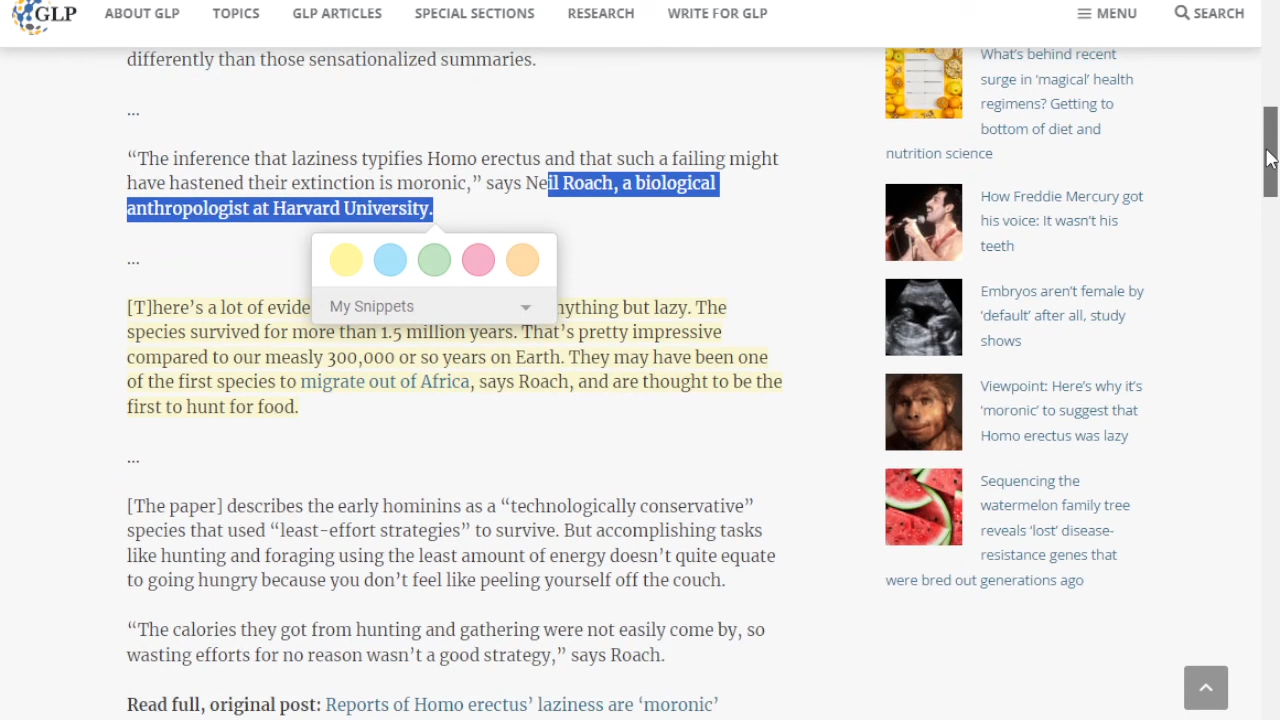 GLP
ABOUT GLP
TOPICS
GLP ARTICLES
SPECIAL SECTIONS
RESEARCH
WRITE FOR GLP
MENU
SEARCH
differently than those sensationalized summaries.
...
“The inference that laziness typifies Homo erectus and that such a failing might
have hastened their extinction is moronic,” says Neil Roach, a biological
anthropologist at Harvard University.
...
My Snippets
[T]here’s a lot of evide nything but lazy. The
species survived for more than 1.5 million years. That’s pretty impressive
compared to our measly 300,000 or so years on Earth. They may have been one
of the first species to migrate out of Africa, says Roach, and are thought to be the
first to hunt for food.
...
[The paper] describes the early hominins as a “technologically conservative”
species that used “least-effort strategies” to survive. But accomplishing tasks
like hunting and foraging using the least amount of energy doesn’t quite equate
to going hungry because you don’t feel like peeling yourself off the couch.
“The calories they got from hunting and gathering were not easily come by, so
wasting efforts for no reason wasn’t a good strategy,” says Roach.
Read full, original post: Reports of Homo erectus’ laziness are ‘moronic’
What’s behind recent
surge in ‘magical’ health
regimens? Getting to
bottom of diet and
nutrition science
How Freddie Mercury got
his voice: It wasn’t his
teeth
Embryos aren’t female by
‘default’ after all, study
shows
Viewpoint: Here’s why it’s
‘moronic’ to suggest that
Homo erectus was lazy
Sequencing the
watermelon family tree
reveals ‘lost’ disease-
resistance genes that
were bred out generations ago